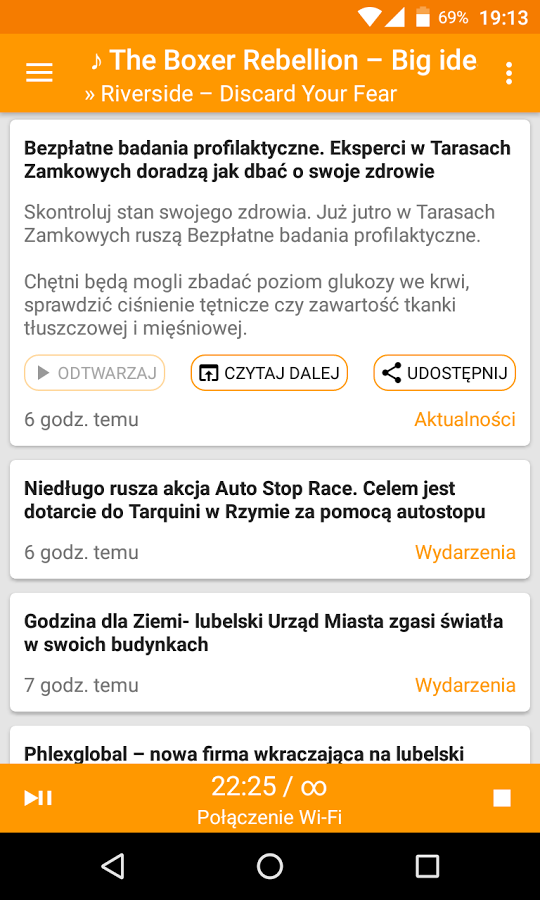 69% 19:13
♪ The Boxer Rebellion – Big ide
» Riverside – Discard Your Fear
Bezpłatne badania profilaktyczne. Eksperci w Tarasach
Zamkowych doradzą jak dbać o swoje zdrowie
Skontroluj stan swojego zdrowia. Już jutro w Tarasach
Zamkowych ruszą Bezpłatne badania profilaktyczne.
Chętni będą mogli zbadać poziom glukozy we krwi,
sprawdzić ciśnienie tętnicze czy zawartość tkanki
tłuszczowej i mięśniowej.
ODTWARZAJ CZYTAJ DALEJ UDOSTĘPNIJ
6 godz. temu Aktualności
Niedługo rusza akcja Auto Stop Race. Celem jest
dotarcie do Tarquini w Rzymie za pomocą autostopu
6 godz. temu Wydarzenia
Godzina dla Ziemi- lubelski Urząd Miasta zgasi światła
w swoich budynkach
7 godz. temu Wydarzenia
Phlexglobal – nowa firma wkraczająca na lubelski
22:25 / ∞
Połączenie Wi-Fi